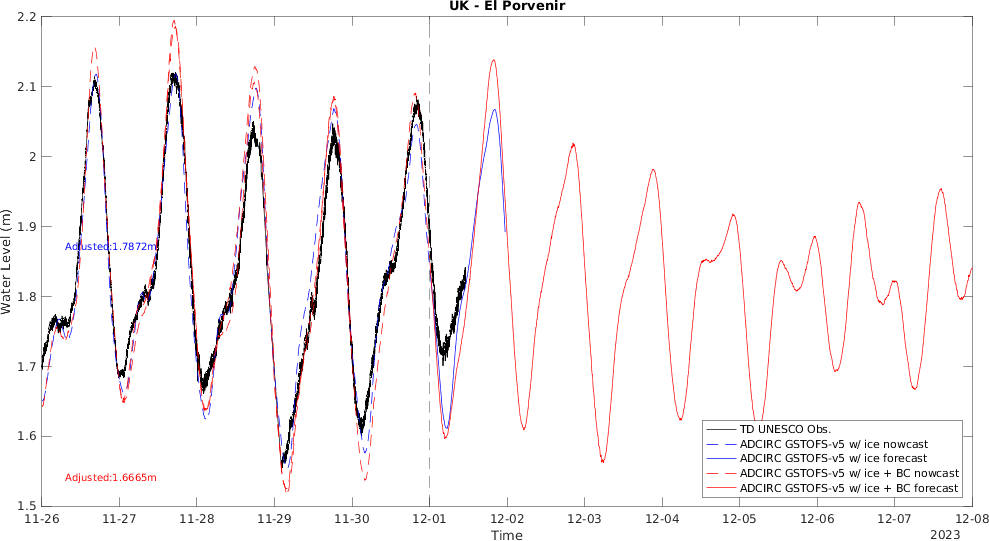 UK - El Porvenir
2.2
2.1
2
1.9
1.8
1.7
1.6
1.5
Water Level (m)
Adjusted:1.7872m
Adjusted:1.6665m
TD UNESCO Obs.
ADCIRC GSTOFS-v5 w/ ice nowcast
ADCIRC GSTOFS-v5 w/ ice forecast
ADCIRC GSTOFS-v5 w/ ice + BC nowcast
ADCIRC GSTOFS-v5 w/ ice + BC forecast
11-26 11-27 11-28 11-29 11-30 12-01 12-02 12-03 12-04 12-05 12-06 12-07 12-08
Time
2023